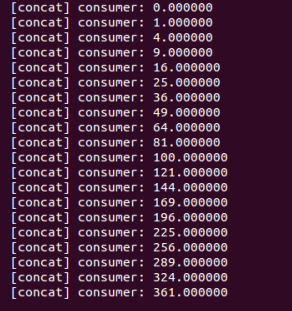 [concat] consumer: 0.000000
[concat] consumer: 1.000000
[concat] consumer: 4.000000
[concat] consumer: 9.000000
[concat] consumer: 16.000000
[concat] consumer: 25.000000
[concat] consumer: 36.000000
[concat] consumer: 49.000000
[concat] consumer: 64.000000
[concat] consumer: 81.000000
[concat] consumer: 100.000000
[concat] consumer: 121.000000
[concat] consumer: 144.000000
[concat] consumer: 169.000000
[concat] consumer: 196.000000
[concat] consumer: 225.000000
[concat] consumer: 256.000000
[concat] consumer: 289.000000
[concat] consumer: 324.000000
[concat] consumer: 361.000000